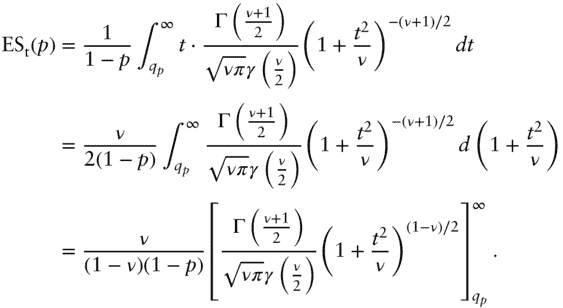 $\mathrm{ES}_{\mathrm{t}}(p) = \frac{1}{1-p} \int_{q_p}^{\infty} t \cdot \frac{\Gamma\left(\frac{\nu+1}{2}\right)}{\sqrt{\nu\pi}\gamma\left(\frac{\nu}{2}\right)} \left(1 + \frac{t^2}{\nu}\right)^{-(\nu+1)/2} dt$
$= \frac{\nu}{2(1-p)} \int_{q_p}^{\infty} \frac{\Gamma\left(\frac{\nu+1}{2}\right)}{\sqrt{\nu\pi}\gamma\left(\frac{\nu}{2}\right)} \left(1 + \frac{t^2}{\nu}\right)^{-(\nu+1)/2} d\left(1 + \frac{t^2}{\nu}\right)$
$= \frac{\nu}{(1-\nu)(1-p)} \left[ \frac{\Gamma\left(\frac{\nu+1}{2}\right)}{\sqrt{\nu\pi}\gamma\left(\frac{\nu}{2}\right)} \left(1 + \frac{t^2}{\nu}\right)^{(1-\nu)/2} \right]_{q_p}^{\infty} .$